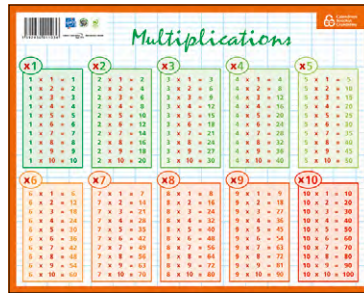 Multiplications
x1
1 x 1 = 1
1 x 2 = 2
1 x 3 = 3
1 x 4 = 4
1 x 5 = 5
1 x 6 = 6
1 x 7 = 7
1 x 8 = 8
1 x 9 = 9
1 x 10 = 10
x2
2 x 1 = 2
2 x 2 = 4
2 x 3 = 6
2 x 4 = 8
2 x 5 = 10
2 x 6 = 12
2 x 7 = 14
2 x 8 = 16
2 x 9 = 18
2 x 10 = 20
x3
3 x 1 = 3
3 x 2 = 6
3 x 3 = 9
3 x 4 = 12
3 x 5 = 15
3 x 6 = 18
3 x 7 = 21
3 x 8 = 24
3 x 9 = 27
3 x 10 = 30
x4
4 x 1 = 4
4 x 2 = 8
4 x 3 = 12
4 x 4 = 16
4 x 5 = 20
4 x 6 = 24
4 x 7 = 28
4 x 8 = 32
4 x 9 = 36
4 x 10 = 40
x5
5 x 1 = 5
5 x 2 = 10
5 x 3 = 15
5 x 4 = 20
5 x 5 = 25
5 x 6 = 30
5 x 7 = 35
5 x 8 = 40
5 x 9 = 45
5 x 10 = 50
x6
6 x 1 = 6
6 x 2 = 12
6 x 3 = 18
6 x 4 = 24
6 x 5 = 30
6 x 6 = 36
6 x 7 = 42
6 x 8 = 48
6 x 9 = 54
6 x 10 = 60
x7
7 x 1 = 7
7 x 2 = 14
7 x 3 = 21
7 x 4 = 28
7 x 5 = 35
7 x 6 = 42
7 x 7 = 49
7 x 8 = 56
7 x 9 = 63
7 x 10 = 70
x8
8 x 1 = 8
8 x 2 = 16
8 x 3 = 24
8 x 4 = 32
8 x 5 = 40
8 x 6 = 48
8 x 7 = 56
8 x 8 = 64
8 x 9 = 72
8 x 10 = 80
x9
9 x 1 = 9
9 x 2 = 18
9 x 3 = 27
9 x 4 = 36
9 x 5 = 45
9 x 6 = 54
9 x 7 = 63
9 x 8 = 72
9 x 9 = 81
9 x 10 = 90
x10
10 x 1 = 10
10 x 2 = 20
10 x 3 = 30
10 x 4 = 40
10 x 5 = 50
10 x 6 = 60
10 x 7 = 70
10 x 8 = 80
10 x 9 = 90
10 x 10 = 100